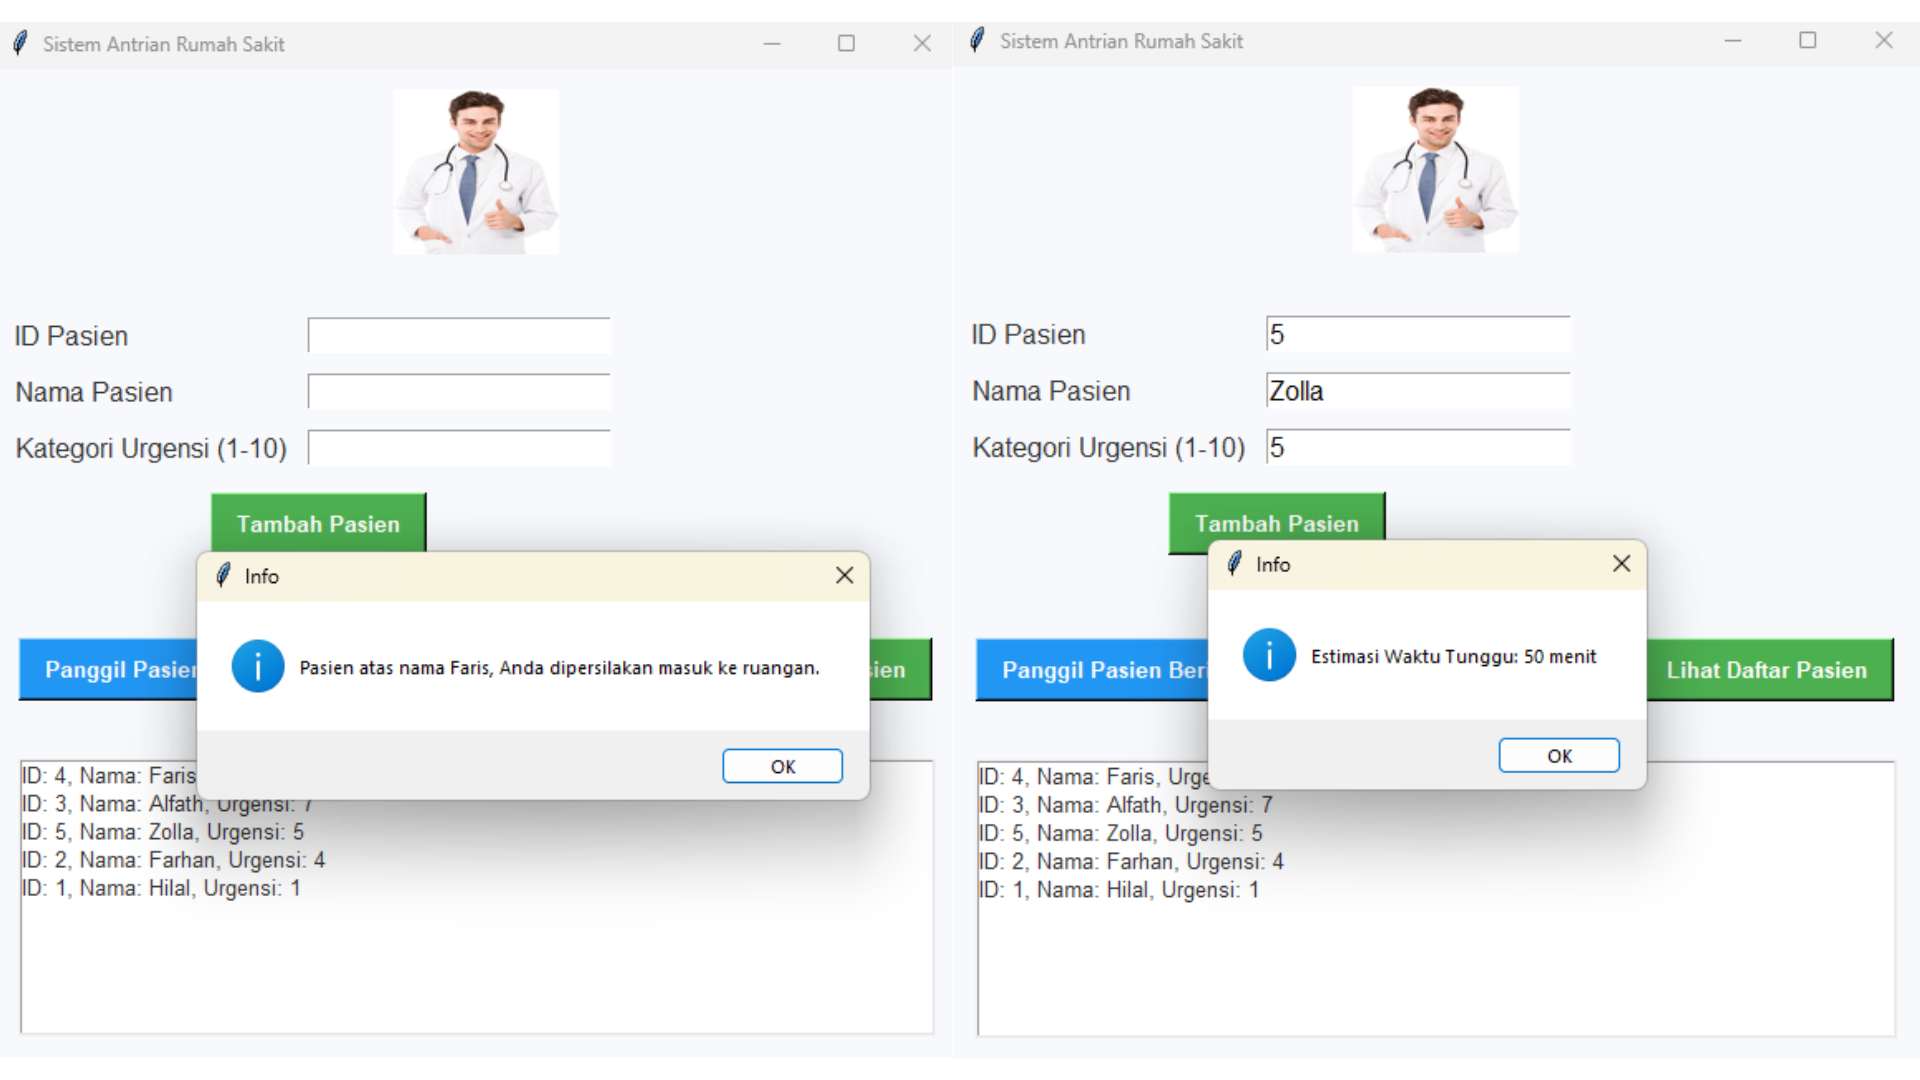 Sistem Antrian Rumah Sakit
ID Pasien
Nama Pasien
Kategori Urgensi (1-10)
Tambah Pasien
Info
Pasien atas nama Faris, Anda dipersilakan masuk ke ruangan.
OK
Panggil Pasien
ID: 4, Nama: Faris
ID: 3, Nama: Alfath, Urgensi: 7
ID: 5, Nama: Zolla, Urgensi: 5
ID: 2, Nama: Farhan, Urgensi: 4
ID: 1, Nama: Hilal, Urgensi: 1
Sistem Antrian Rumah Sakit
ID Pasien 5
Nama Pasien Zolla
Kategori Urgensi (1-10) 5
Tambah Pasien
Info
Estimasi Waktu Tunggu: 50 menit
OK
Panggil Pasien Lihat Daftar Pasien
ID: 4, Nama: Faris,
ID: 3, Nama: Alfath, Urgensi: 7
ID: 5, Nama: Zolla, Urgensi: 5
ID: 2, Nama: Farhan, Urgensi: 4
ID: 1, Nama: Hilal, Urgensi: 1